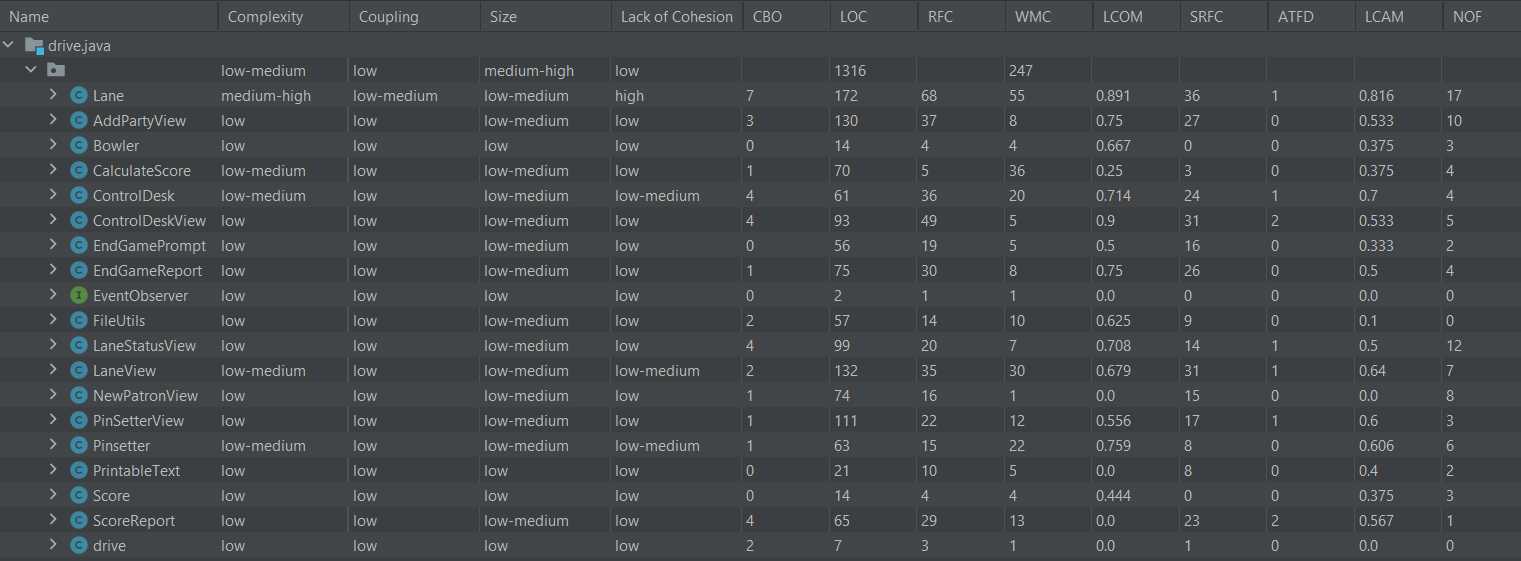 Name Complexity Coupling Size Lack of Cohesion CBO LOC RFC WMC LCOM SRFC ATFD LCAM NOF
drive.java
low-medium low medium-high low 1316 247
Lane medium-high low-medium low-medium high 7 172 68 55 0.891 36 1 0.816 17
AddPartyView low low low-medium low 3 130 37 8 0.75 27 0 0.533 10
Bowler low low low low 0 14 4 4 0.667 0 0 0.375 3
CalculateScore low-medium low low-medium low 1 70 5 36 0.25 3 0 0.375 4
ControlDesk low-medium low low-medium low-medium 4 61 36 20 0.714 24 1 0.7 4
ControlDeskView low low low-medium low 4 93 49 5 0.9 31 2 0.533 5
EndGamePrompt low low low-medium low 0 56 19 5 0.5 16 0 0.333 2
EndGameReport low low low-medium low 1 75 30 8 0.75 26 0 0.5 4
I EventObserver low low low low 0 2 1 1 0.0 0 0 0.0 0
FileUtils low low low-medium low 2 57 14 10 0.625 9 0 0.1 0
LaneStatusView low low low-medium low 4 99 20 7 0.708 14 1 0.5 12
LaneView low-medium low low-medium low-medium 2 132 35 30 0.679 31 1 0.64 7
NewPatronView low low low-medium low 1 74 16 1 0.0 15 0 0.0 8
PinSetterView low low low-medium low 1 111 22 12 0.556 17 1 0.6 3
Pinsetter low-medium low low-medium low-medium 1 63 15 22 0.759 8 0 0.606 6
PrintableText low low low low 0 21 10 5 0.0 8 0 0.4 2
Score low low low low 0 14 4 4 0.444 0 0 0.375 3
ScoreReport low low low-medium low 4 65 29 13 0.0 23 2 0.567 1
drive low low low low 2 7 3 1 0.0 1 0 0.0 0